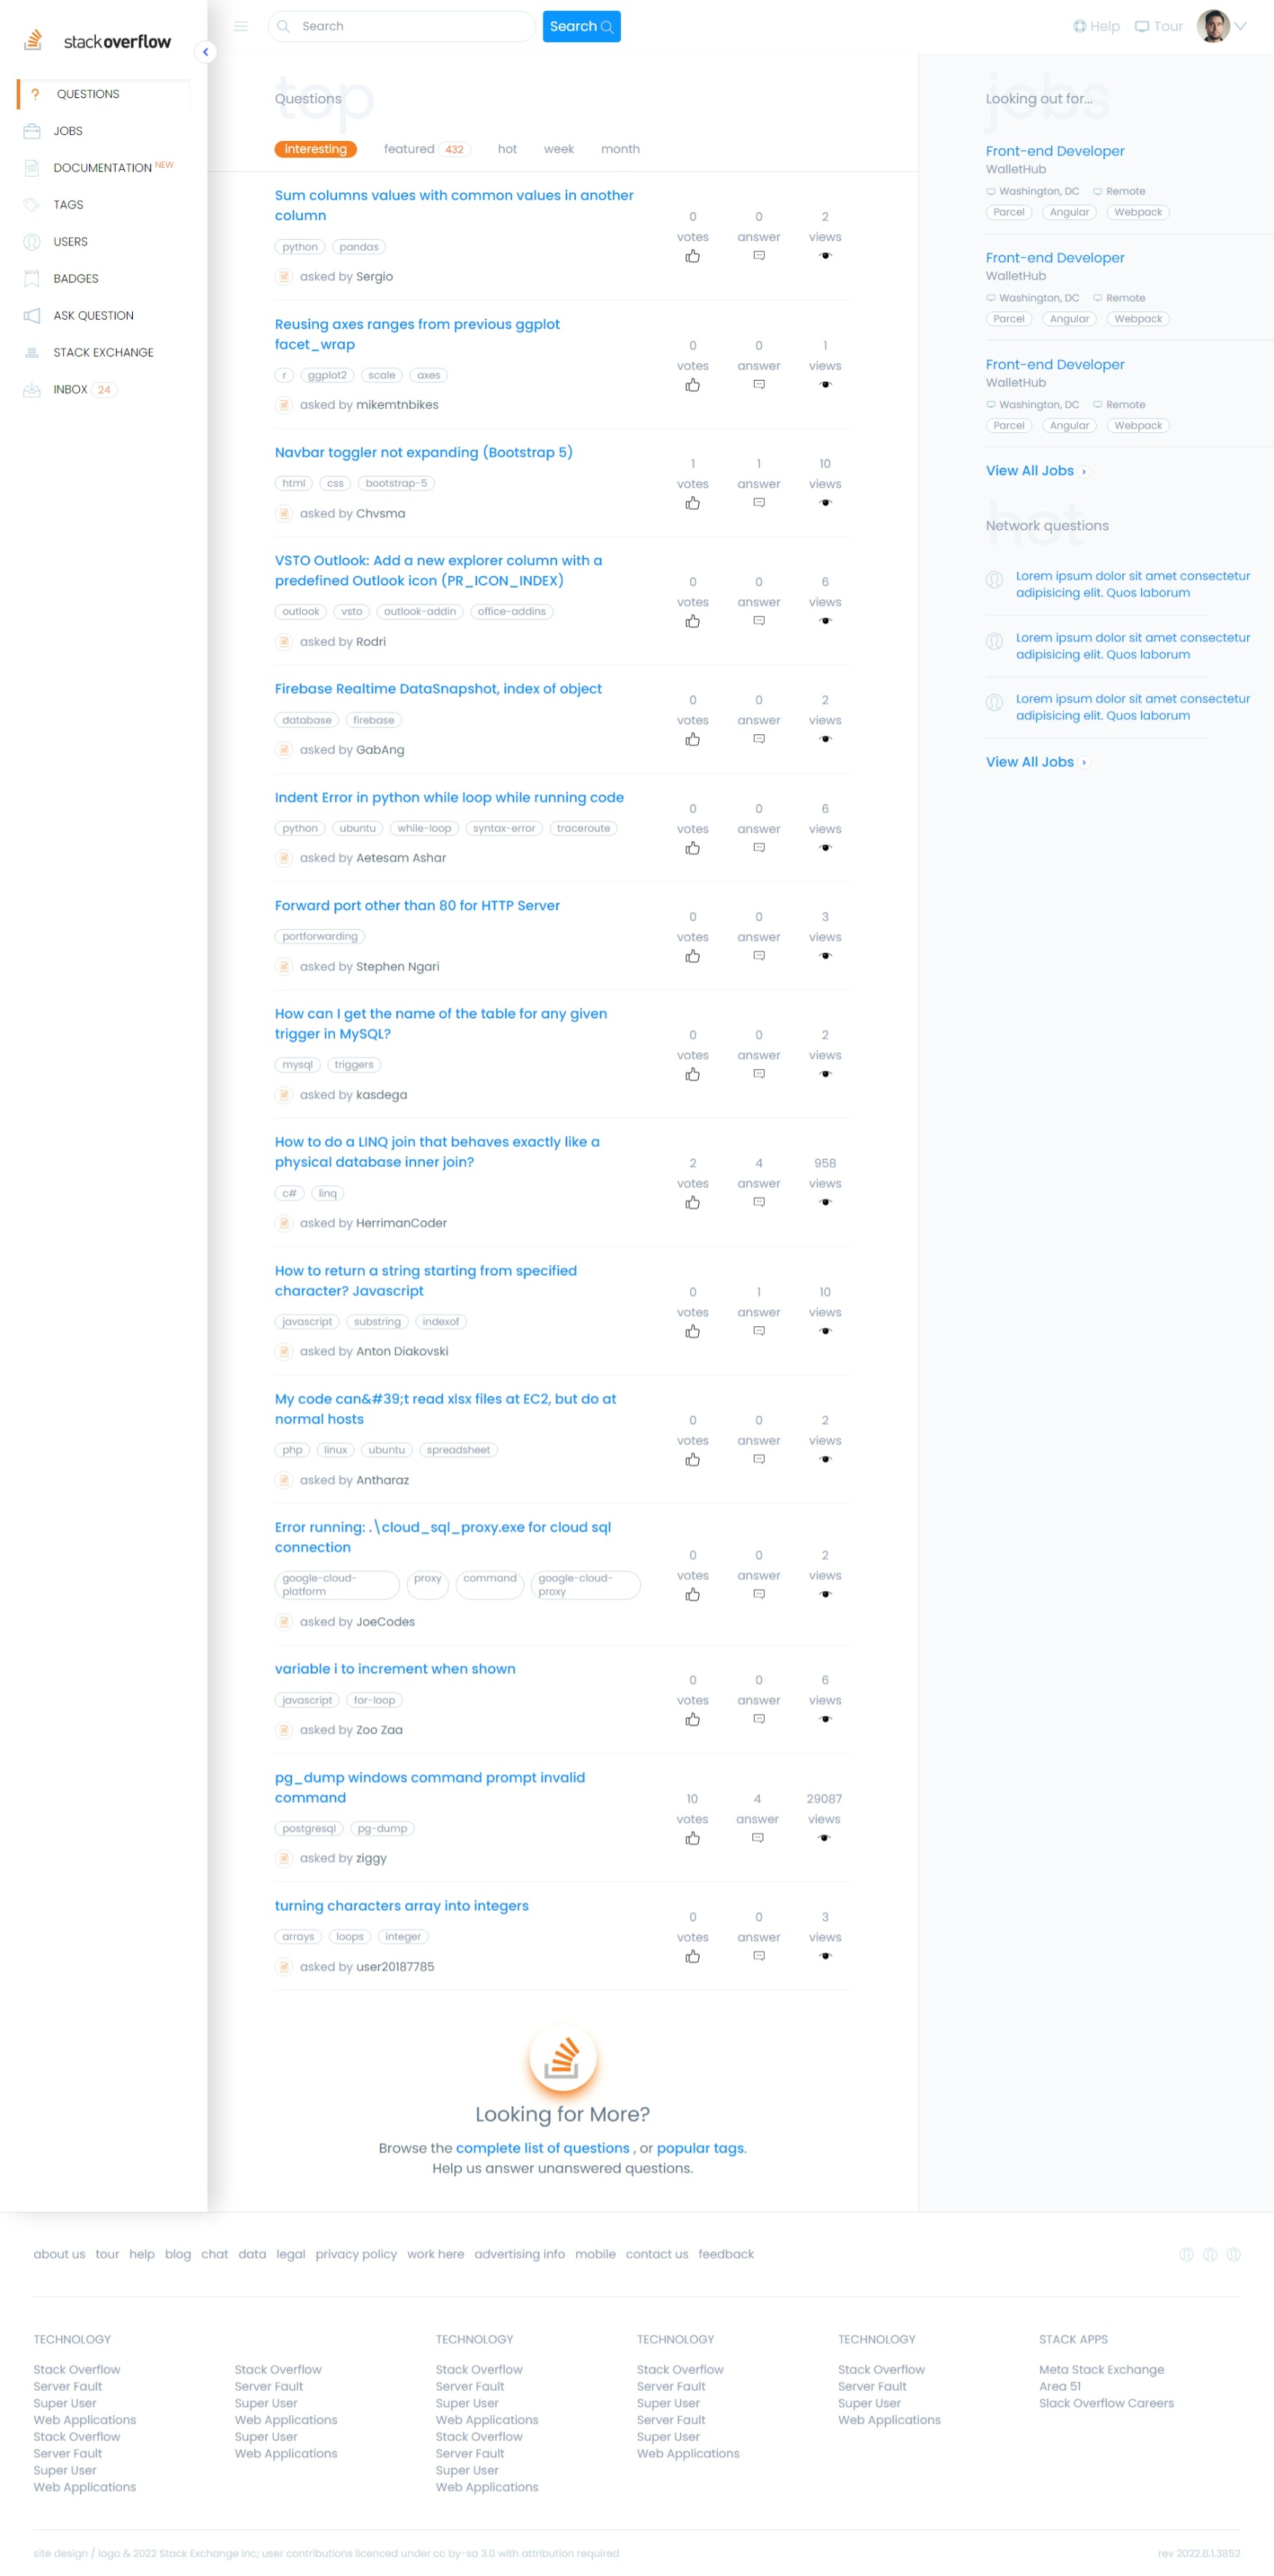 stackoverflow
QUESTIONS
JOBS
DOCUMENTATION NEW
TAGS
USERS
BADGES
ASK QUESTION
STACK EXCHANGE
INBOX 24
Search
Search
Help
Tour
top
Questions
interesting
featured 432
hot
week
month
Sum columns values with common values in another
column
python pandas
asked by Sergio
0 0 2
votes answer views
Reusing axes ranges from previous ggplot
facet_wrap
r ggplot2 scale axes
asked by mikemtnbikes
0 0 1
votes answer views
Navbar toggler not expanding (Bootstrap 5)
html css bootstrap-5
asked by Chvsma
1 1 10
votes answer views
VSTO Outlook: Add a new explorer column with a
predefined Outlook icon (PR_ICON_INDEX)
outlook vsto outlook-addin office-addins
asked by Rodri
0 0 6
votes answer views
Firebase Realtime DataSnapshot, index of object
database firebase
asked by GabAng
0 0 2
votes answer views
Indent Error in python while loop while running code
python ubuntu while-loop syntax-error traceroute
asked by Aetesam Ashar
0 0 6
votes answer views
Forward port other than 80 for HTTP Server
portforwarding
asked by Stephen Ngari
0 0 3
votes answer views
How can I get the name of the table for any given
trigger in MySQL?
mysql triggers
asked by kasdega
0 0 2
votes answer views
How to do a LINQ join that behaves exactly like a
physical database inner join?
c# linq
asked by HerrimanCoder
2 4 958
votes answer views
How to return a string starting from specified
character? Javascript
javascript substring indexof
asked by Anton Diakovski
0 1 10
votes answer views
My code can&#39;t read xlsx files at EC2, but do at
normal hosts
php linux ubuntu spreadsheet
asked by Antharaz
0 0 2
votes answer views
Error running: .\cloud_sql_proxy.exe for cloud sql
connection
google-cloud-platform proxy command google-cloud-proxy
asked by JoeCodes
0 0 2
votes answer views
variable i to increment when shown
javascript for-loop
asked by Zoo Zaa
0 0 6
votes answer views
pg_dump windows command prompt invalid
command
postgresql pg-dump
asked by ziggy
10 4 29087
votes answer views
turning characters array into integers
arrays loops integer
asked by user20187785
0 0 3
votes answer views
Looking for More?
Browse the complete list of questions , or popular tags.
Help us answer unanswered questions.
jobs
Looking out for...
Front-end Developer
WalletHub
Washington, DC Remote
Parcel Angular Webpack
Front-end Developer
WalletHub
Washington, DC Remote
Parcel Angular Webpack
Front-end Developer
WalletHub
Washington, DC Remote
Parcel Angular Webpack
View All Jobs
hot
Network questions
Lorem ipsum dolor sit amet consectetur
adipisicing elit. Quos laborum
Lorem ipsum dolor sit amet consectetur
adipisicing elit. Quos laborum
Lorem ipsum dolor sit amet consectetur
adipisicing elit. Quos laborum
View All Jobs
about us tour help blog chat data legal privacy policy work here advertising info mobile contact us feedback
TECHNOLOGY
Stack Overflow
Server Fault
Super User
Web Applications
Stack Overflow
Server Fault
Super User
Web Applications
Stack Overflow
Server Fault
Super User
Web Applications
Super User
Web Applications
TECHNOLOGY
Stack Overflow
Server Fault
Super User
Web Applications
Stack Overflow
Server Fault
Super User
Web Applications
TECHNOLOGY
Stack Overflow
Server Fault
Super User
Server Fault
Super User
Web Applications
TECHNOLOGY
Stack Overflow
Server Fault
Super User
Web Applications
STACK APPS
Meta Stack Exchange
Area 51
Slack Overflow Careers
site design / logo & 2022 Stack Exchange Inc; user contributions licenced under cc by-sa 3.0 with attribution required
rev 2022.8.1.3852